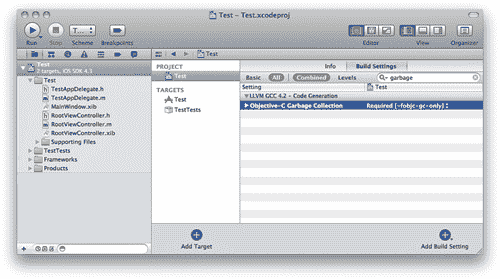 Test – Test.xcodeproj
Run
Stop
T...
Scheme
Breakpoints
Editor
View
Organizer
Test
Test
2 targets, iOS SDK 4.3
Test
TestAppDelegate.h
TestAppDelegate.m
MainWindow.xib
RootViewController.h
RootViewController.m
RootViewController.xib
Supporting Files
TestTests
Frameworks
Products
PROJECT
Test
TARGETS
Test
TestTests
Info
Build Settings
Basic
All
Combined
Levels
garbage
Setting
Test
LLVM GCC 4.2 – Code Generation
Objective-C Garbage Collection
Required [-fobjc-gc-only]
Add Target
Add Build Setting